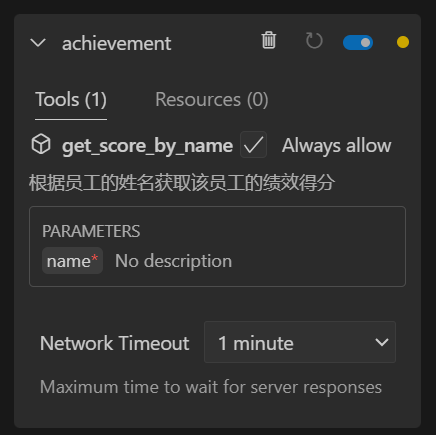 achievement
Tools (1) Resources (0)
get_score_by_name Always allow
根据员工的姓名获取该员工的绩效得分
PARAMETERS
name* No description
Network Timeout 1 minute
Maximum time to wait for server responses